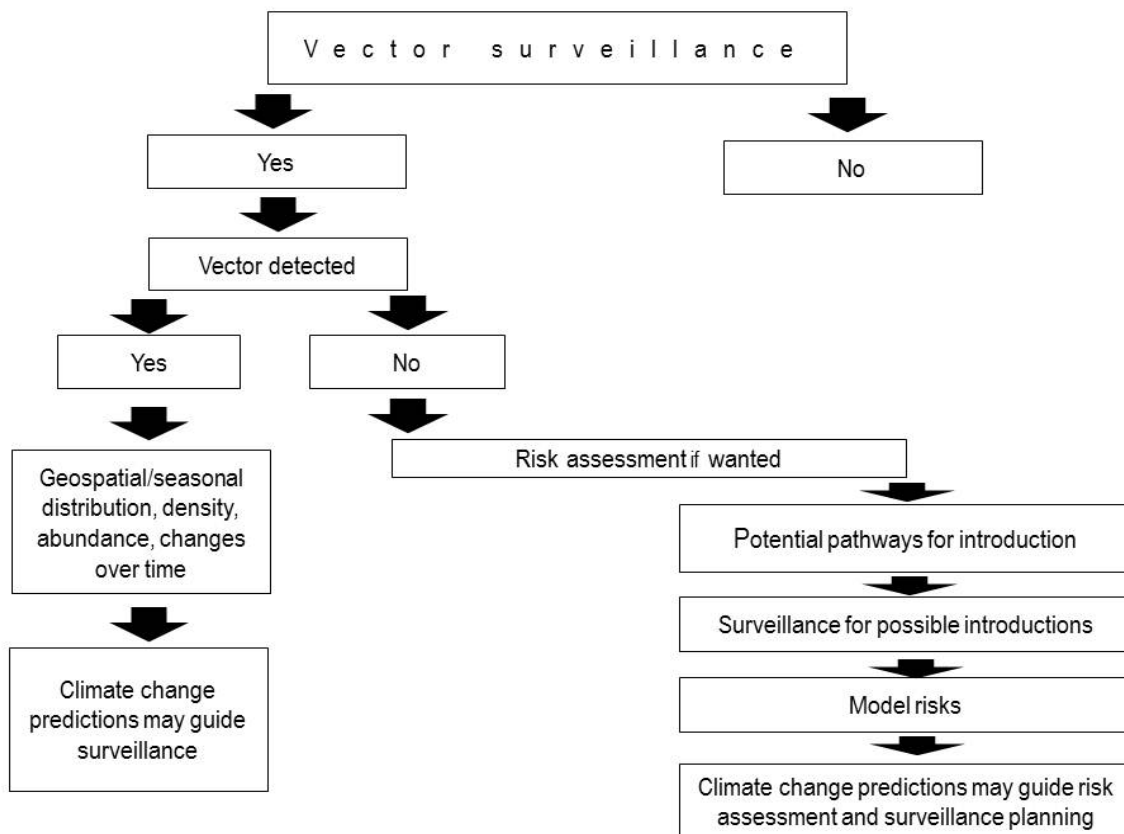 Vector surveillance
Yes
No
Vector detected
Yes
No
Geospatial/seasonal
distribution, density,
abundance, changes
over time
Climate change
predictions may guide
surveillance
Risk assessment if wanted
Potential pathways for introduction
Surveillance for possible introductions
Model risks
Climate change predictions may guide risk
assessment and surveillance planning